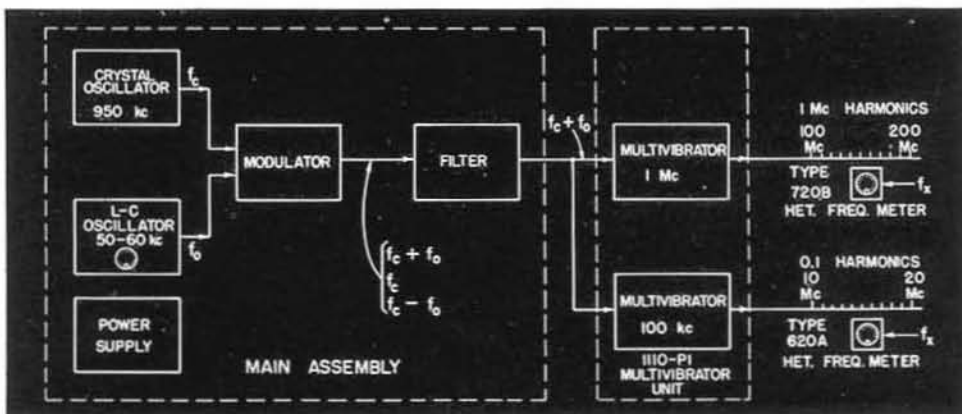 CRYSTAL
OSCILLATOR
950 kc
fc
L-C
OSCILLATOR
50-60 kc
fo
POWER
SUPPLY
MODULATOR
fc + fo
fc
fc - fo
FILTER
MAIN ASSEMBLY
fc + fo
MULTIVIBRATOR
1 Mc
MULTIVIBRATOR
100 kc
1110-P1
MULTIVIBRATOR
UNIT
1 Mc HARMONICS
100 200
Mc Mc
TYPE
720B
fx
HET. FREQ. METER
0.1 HARMONICS
10 20
Mc Mc
TYPE
620A
fx
HET. FREQ. METER